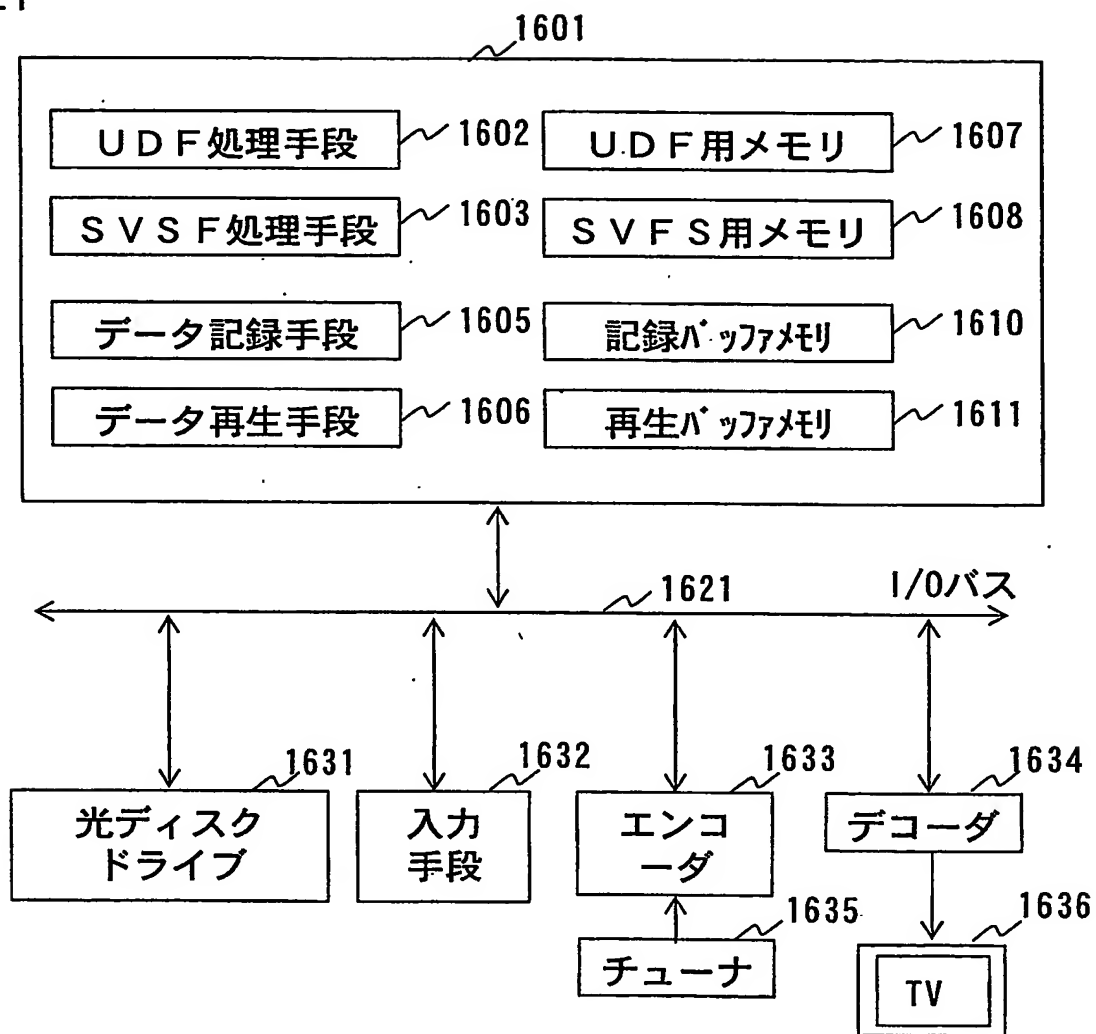 1601
UDF処理手段 1602 UDF用メモリ 1607
SVSF処理手段 1603 SVFS用メモリ 1608
データ記録手段 1605 記録ﾊﾞｯﾌｧﾒﾓﾘ 1610
データ再生手段 1606 再生ﾊﾞｯﾌｧﾒﾓﾘ 1611
1621 I/Oバス
1631 1632 1633 1634
光ディスク
ドライブ
入力
手段
エンコ
ーダ
デコーダ
1635 1636
チューナ
TV